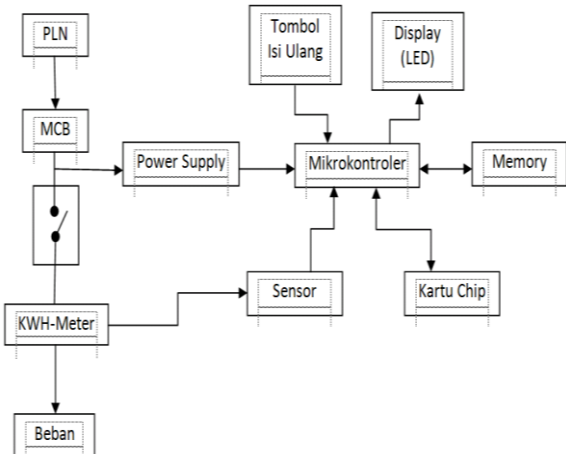 PLN
Tombol
Isi Ulang
Display
(LED)
MCB
Power Supply
Mikrokontroler
Memory
Sensor
Kartu Chip
KWH-Meter
Beban